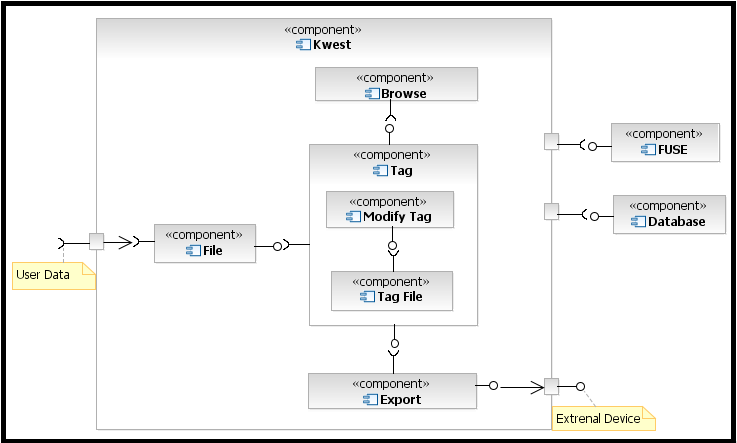 «component»
Kwest
«component»
Browse
«component»
FUSE
«component»
Tag
«component»
Modify Tag
«component»
Database
«component»
File
User Data
«component»
Tag File
«component»
Export
Extrenal Device